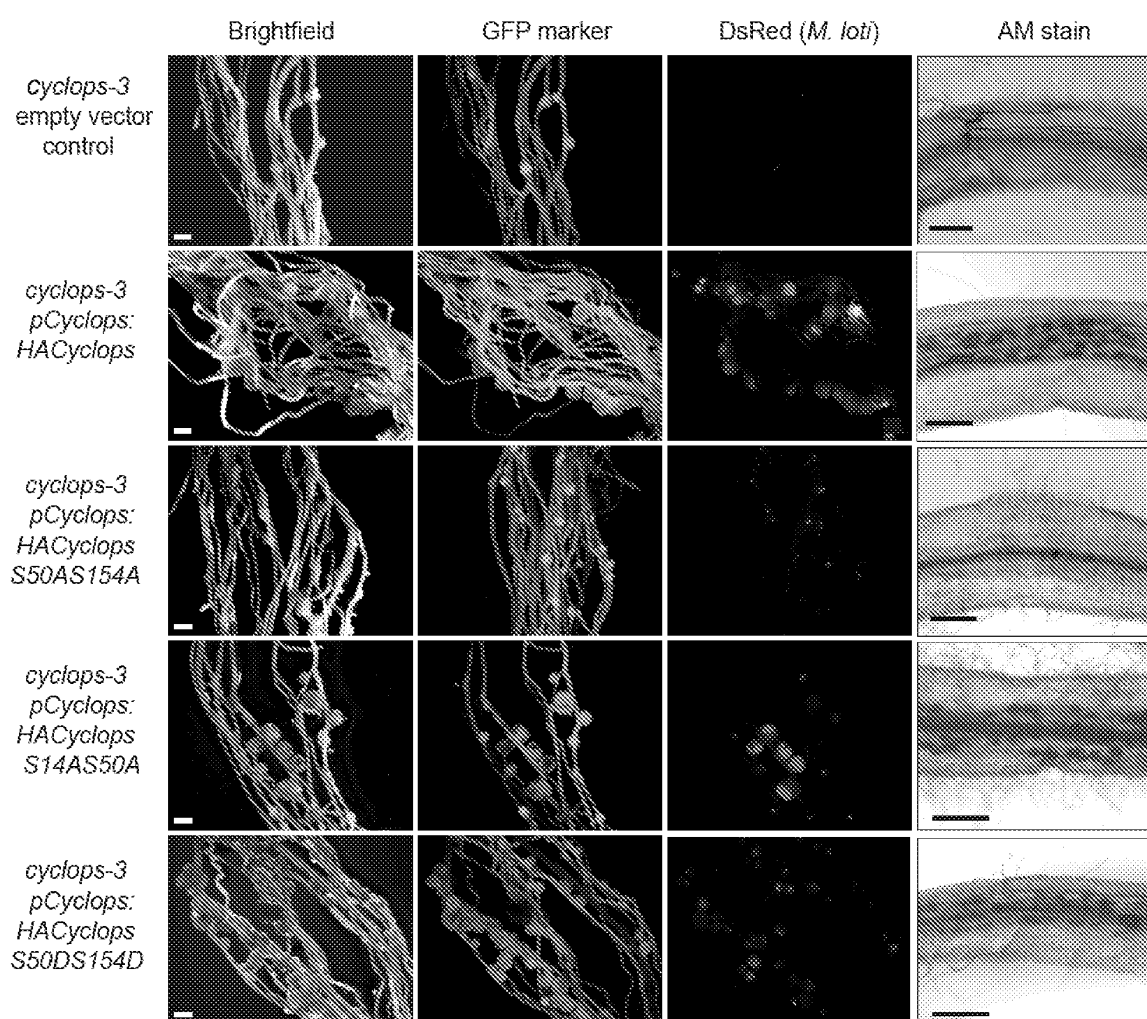 Brightfield GFP marker DsRed (M. loti) AM stain
cyclops-3
empty vector
control
cyclops-3
pCyclops:
HACyclops
cyclops-3
pCyclops:
HACyclops
S50AS154A
cyclops-3
pCyclops:
HACyclops
S14AS50A
cyclops-3
pCyclops:
HACyclops
S50DS154D